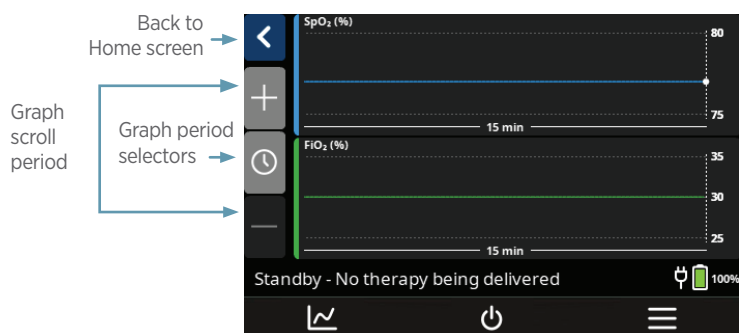 Back to
Home screen
Graph
scroll
period
Graph period
selectors
SpO₂ (%)
80
75
15 min
FiO₂ (%)
35
30
25
15 min
Standby - No therapy being delivered
100%